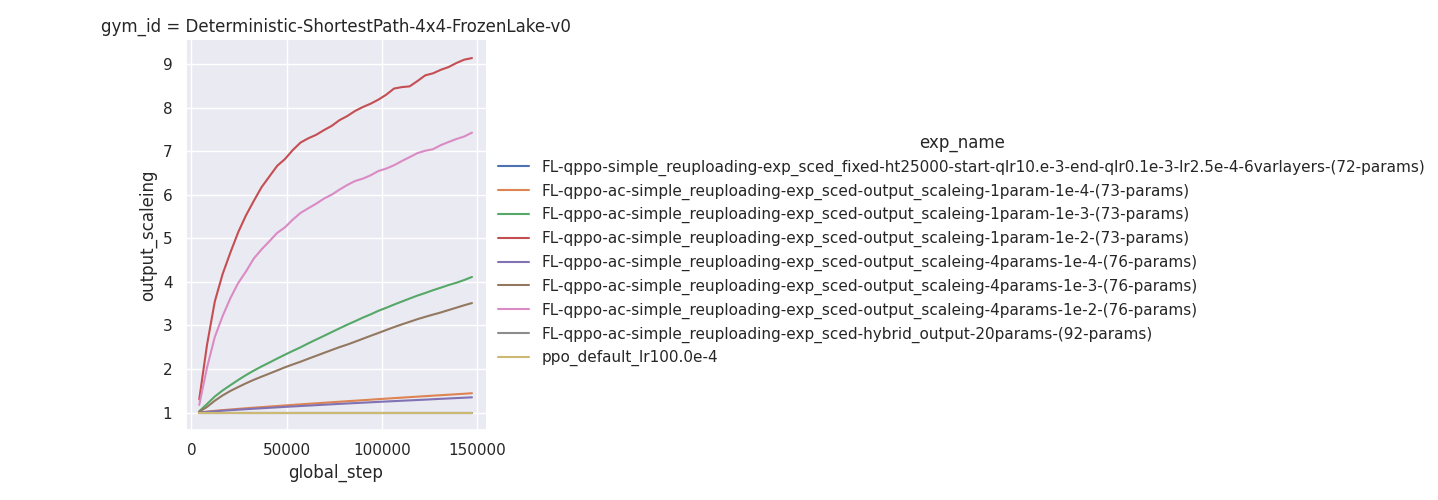 gym_id = Deterministic-ShortestPath-4x4-FrozenLake-v0
9
8
7
6
5
4
3
2
1
output_scaleing
0
50000
100000
150000
global_step
exp_name
FL-qppo-simple_reuploading-exp_sced_fixed-ht25000-start-qlr10.e-3-end-qlr0.1e-3-lr2.5e-4-6varlayers-(72-params)
FL-qppo-ac-simple_reuploading-exp_sced-output_scaleing-1param-1e-4-(73-params)
FL-qppo-ac-simple_reuploading-exp_sced-output_scaleing-1param-1e-3-(73-params)
FL-qppo-ac-simple_reuploading-exp_sced-output_scaleing-1param-1e-2-(73-params)
FL-qppo-ac-simple_reuploading-exp_sced-output_scaleing-4params-1e-4-(76-params)
FL-qppo-ac-simple_reuploading-exp_sced-output_scaleing-4params-1e-3-(76-params)
FL-qppo-ac-simple_reuploading-exp_sced-output_scaleing-4params-1e-2-(76-params)
FL-qppo-ac-simple_reuploading-exp_sced-hybrid_output-20params-(92-params)
ppo_default_lr100.0e-4